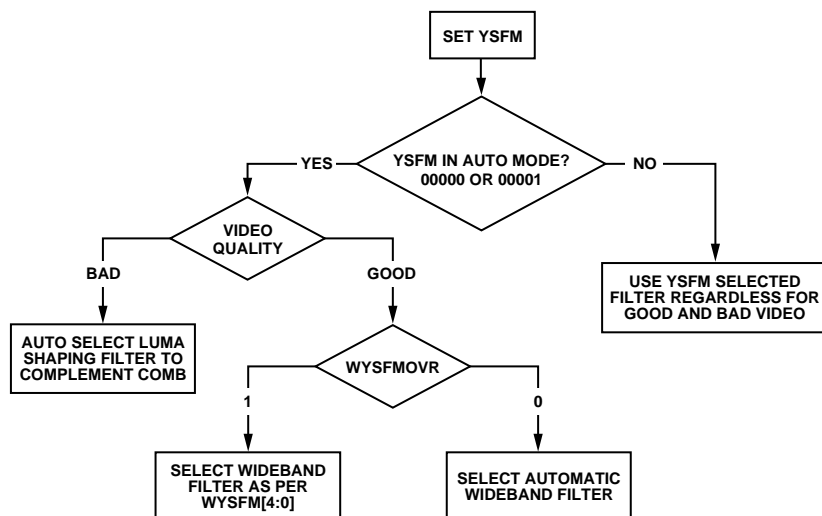 SET YSFM
YSFM IN AUTO MODE?
00000 OR 00001
YES
NO
VIDEO
QUALITY
BAD
GOOD
USE YSFM SELECTED
FILTER REGARDLESS FOR
GOOD AND BAD VIDEO
AUTO SELECT LUMA
SHAPING FILTER TO
COMPLEMENT COMB
WYSFMOVR
1
0
SELECT WIDEBAND
FILTER AS PER
WYSFM[4:0]
SELECT AUTOMATIC
WIDEBAND FILTER